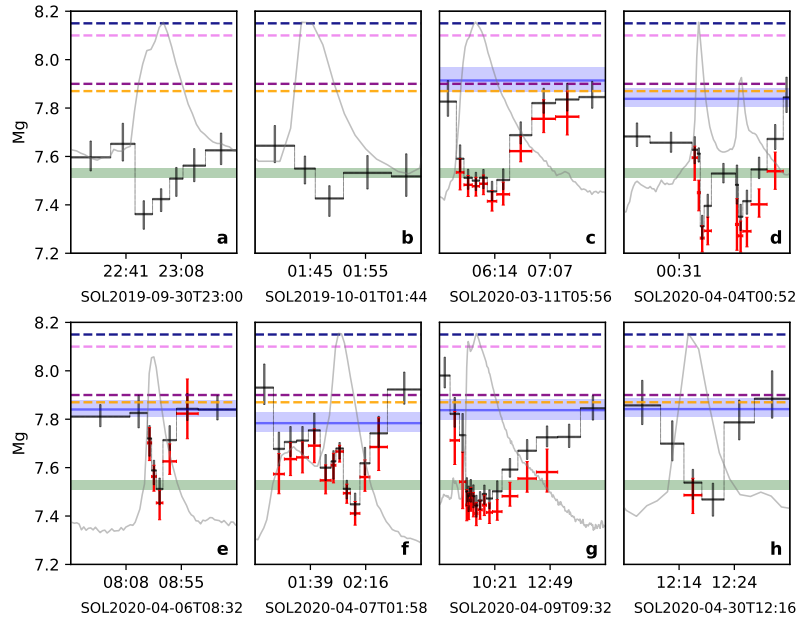 8.2
8.0
7.8
7.6
7.4
7.2
Mg
a
b
c
d
22:41 23:08
01:45 01:55
06:14 07:07
00:31
SOL2019-09-30T23:00
SOL2019-10-01T01:44
SOL2020-03-11T05:56
SOL2020-04-04T00:52
8.2
8.0
7.8
7.6
7.4
7.2
Mg
e
f
g
h
08:08 08:55
01:39 02:16
10:21 12:49
12:14 12:24
SOL2020-04-06T08:32
SOL2020-04-07T01:58
SOL2020-04-09T09:32
SOL2020-04-30T12:16